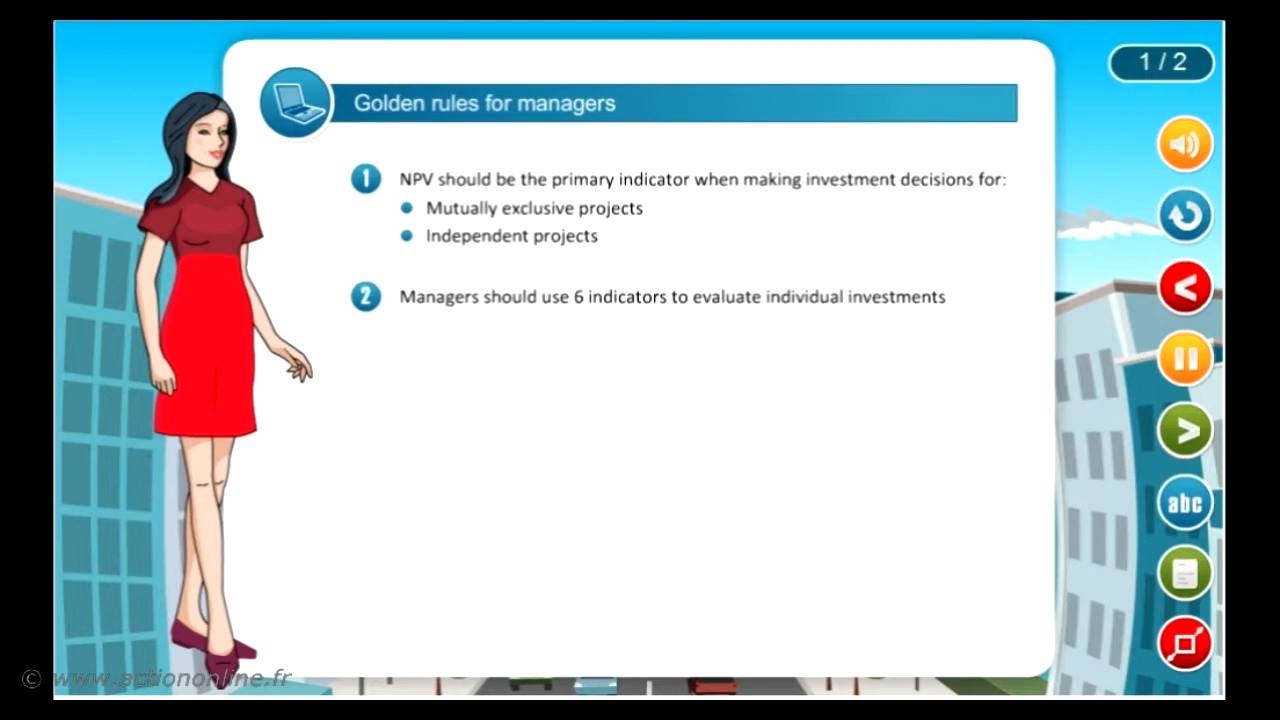 1 / 2
Golden rules for managers
1 NPV should be the primary indicator when making investment decisions for:
Mutually exclusive projects
Independent projects
2 Managers should use 6 indicators to evaluate individual investments
abc
© www.actiononline.fr